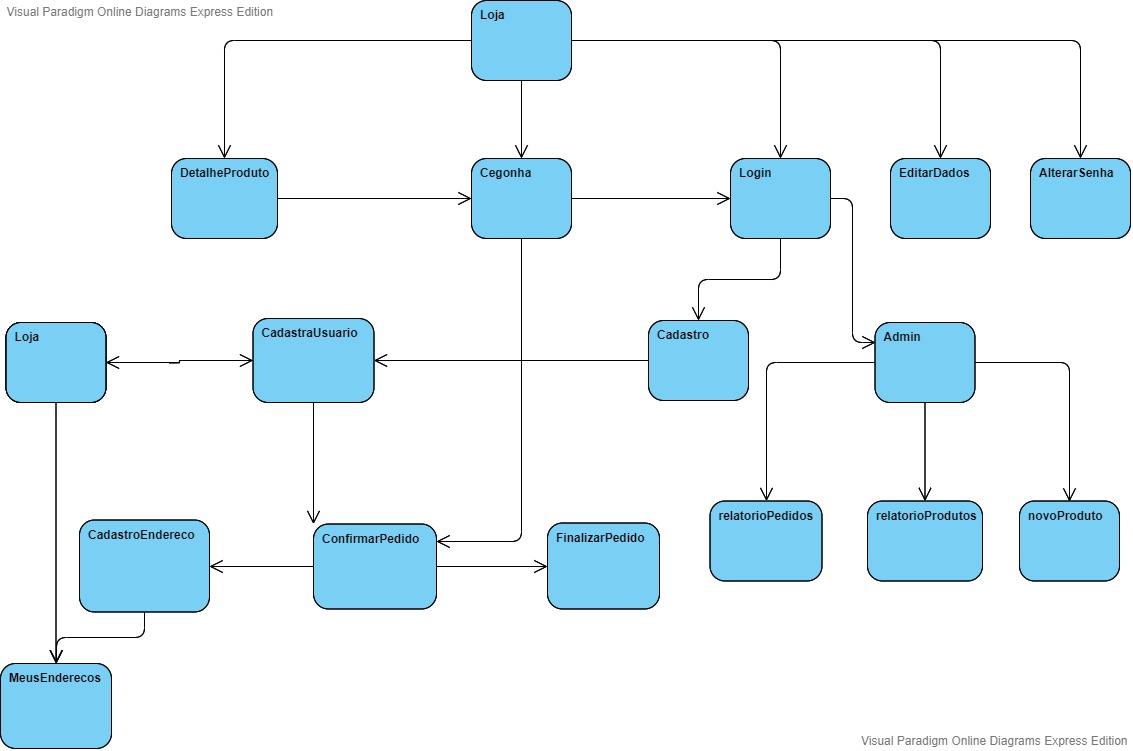 Visual Paradigm Online Diagrams Express Edition
Loja
DetalheProduto
Cegonha
Login
EditarDados
AlterarSenha
Loja
CadastraUsuario
Cadastro
Admin
CadastroEndereco
ConfirmarPedido
FinalizarPedido
relatorioPedidos
relatorioProdutos
novoProduto
MeusEnderecos
Visual Paradigm Online Diagrams Express Edition